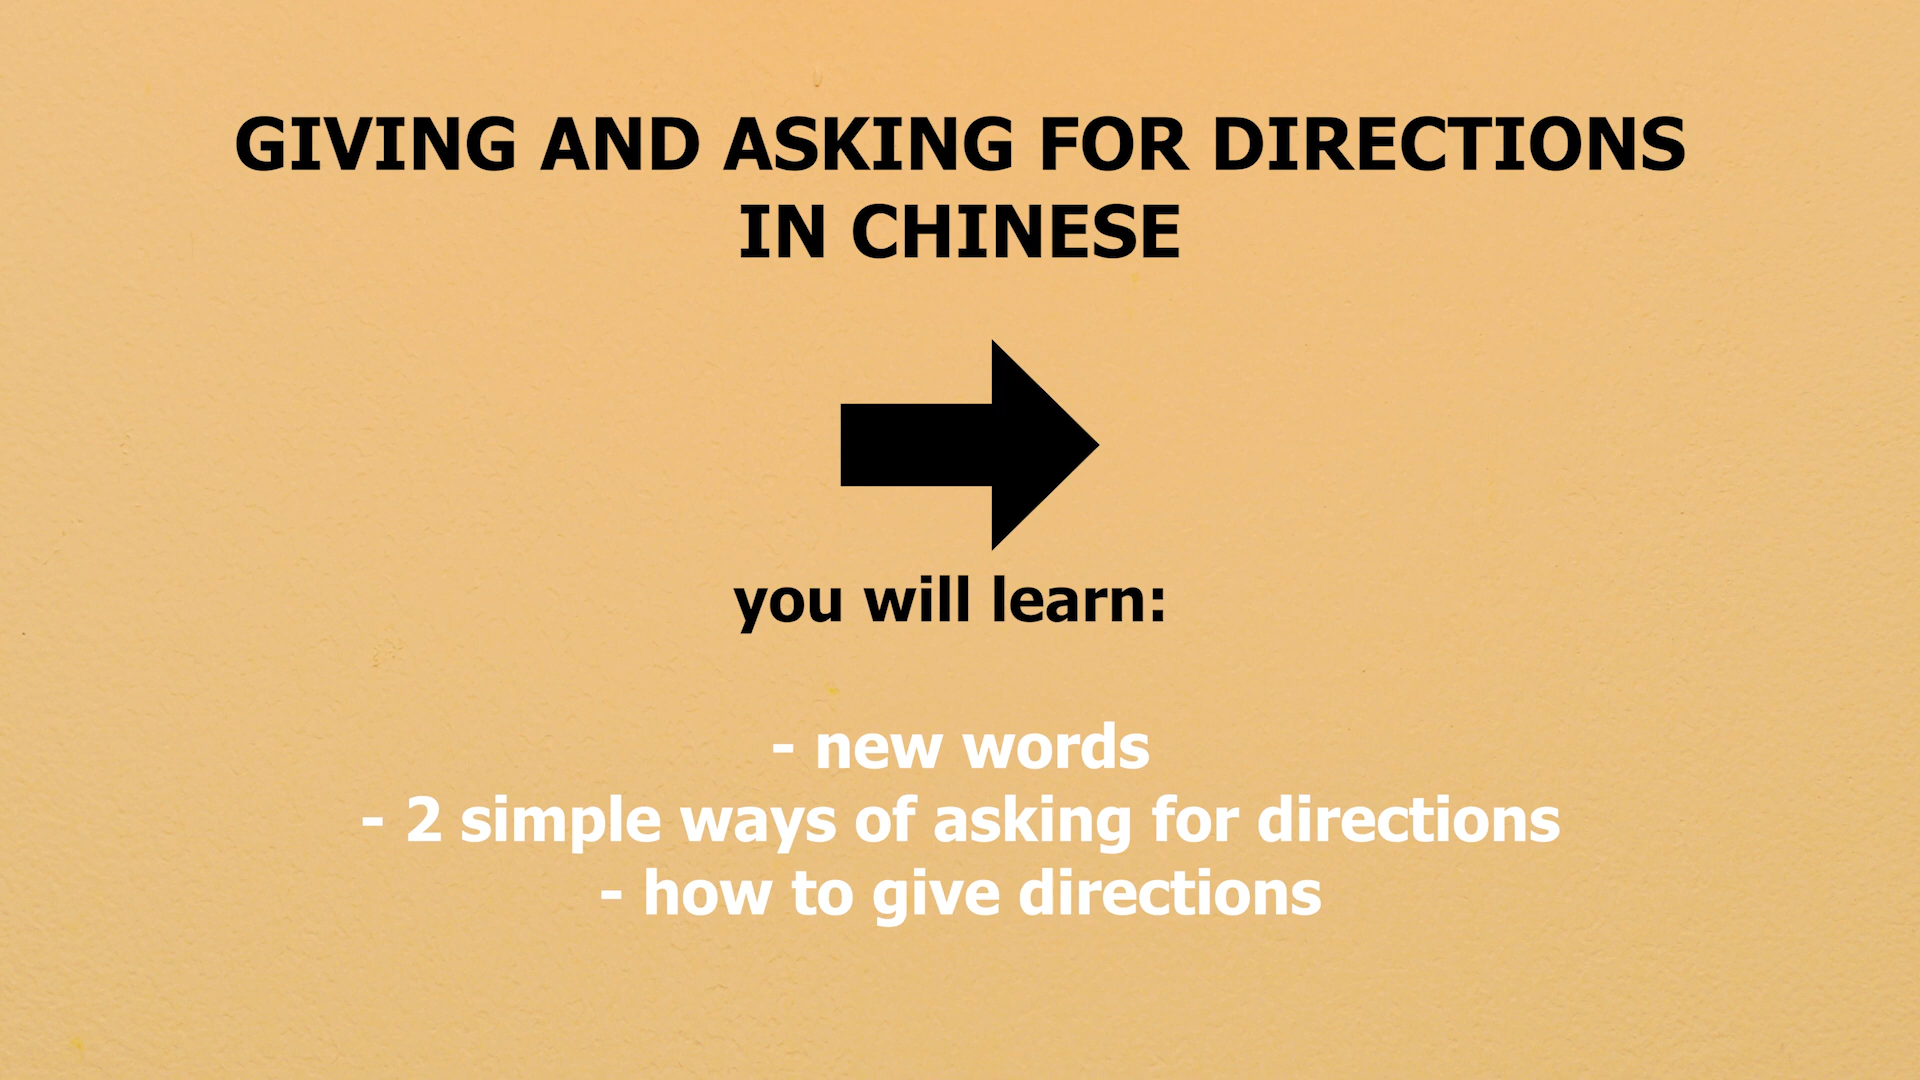 GIVING AND ASKING FOR DIRECTIONS
IN CHINESE
you will learn:
- new words
- 2 simple ways of asking for directions
- how to give directions